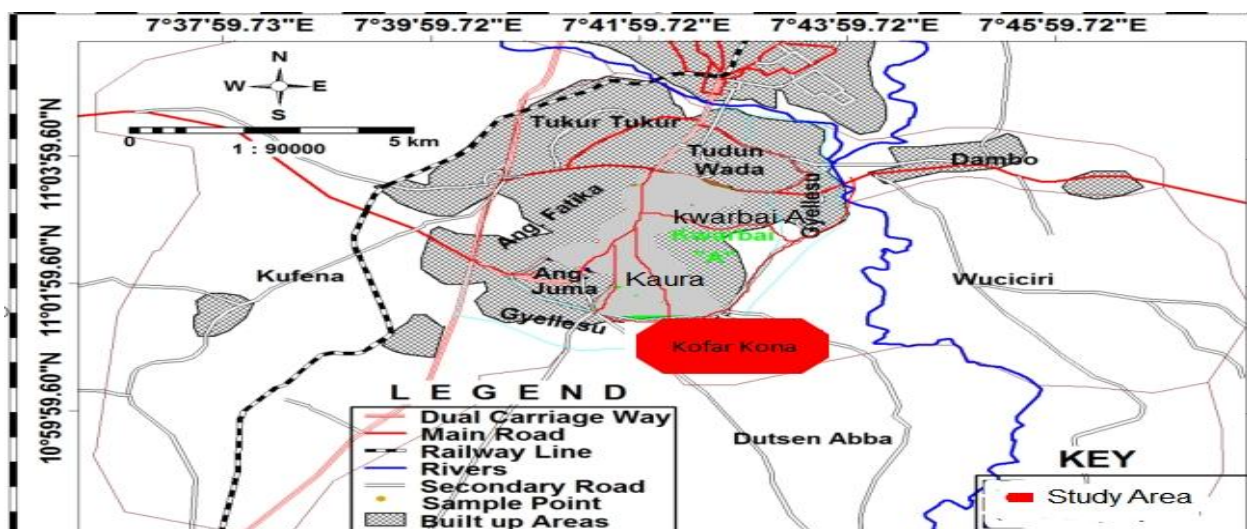 7°37'59.73"E 7°39'59.72"E 7°41'59.72"E 7°43'59.72"E 7°45'59.72"E
N
W E
S
0 5 km
1 : 90000
11°03'59.60"N
11°01'59.60"N
10°59'59.60"N
Tukur Tukur
Tudun
Wada
Dambo
Ang. Fatika
kwarbai A
Gyellesu
Kwarbai
"A"
Kufena
Ang.
Juma
Kaura
Wuciciri
Gyellesu
Kofar Kona
Dutsen Abba
LEGEND
Dual Carriage Way
Main Road
Railway Line
Rivers
Secondary Road
Sample Point
Built up Areas
KEY
Study Area